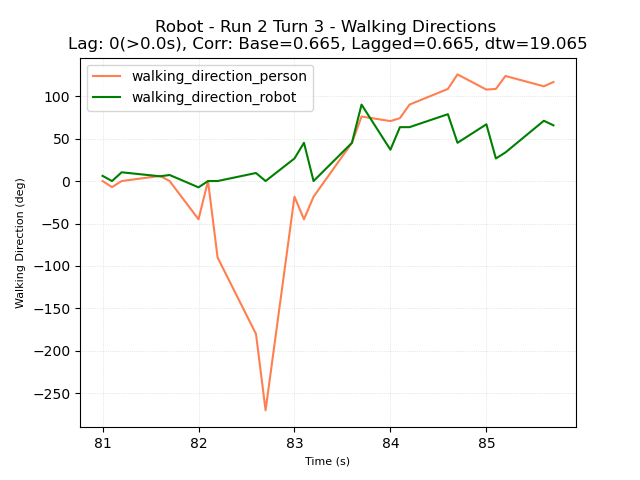 Robot - Run 2 Turn 3 - Walking Directions
Lag: 0(>0.0s), Corr: Base=0.665, Lagged=0.665, dtw=19.065
walking_direction_person
walking_direction_robot
100
50
0
−50
−100
−150
−200
−250
Walking Direction (deg)
81
82
83
84
85
Time (s)